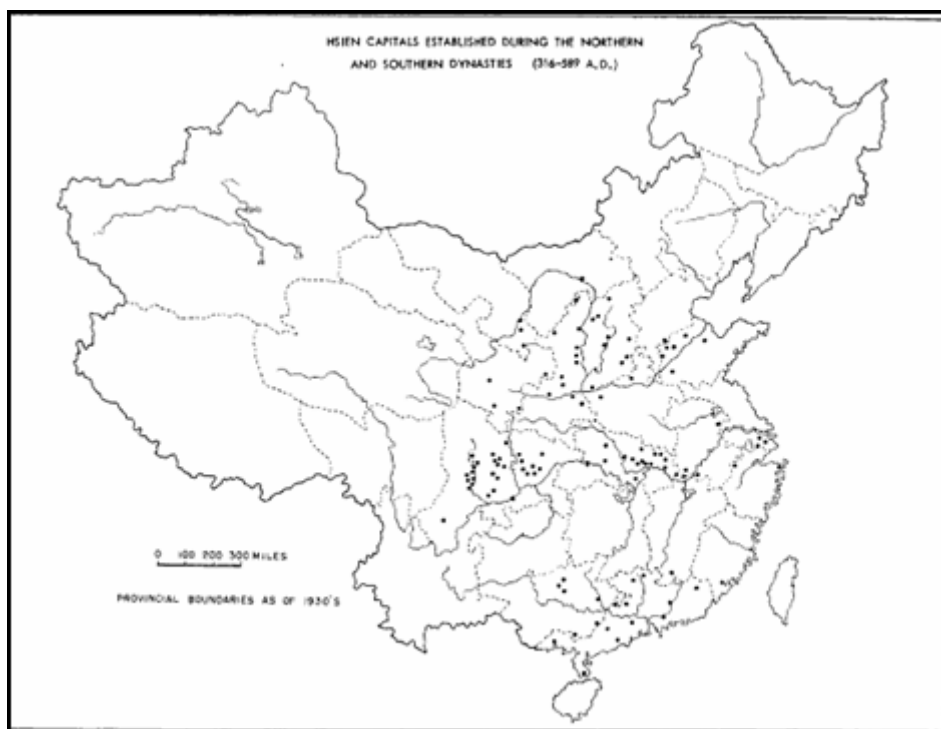 HSIEN CAPITALS ESTABLISHED DURING THE NORTHERN
AND SOUTHERN DYNASTIES (316-589 A.D.)
0 100 200 300 MILES
PROVINCIAL BOUNDARIES AS OF 1930'S